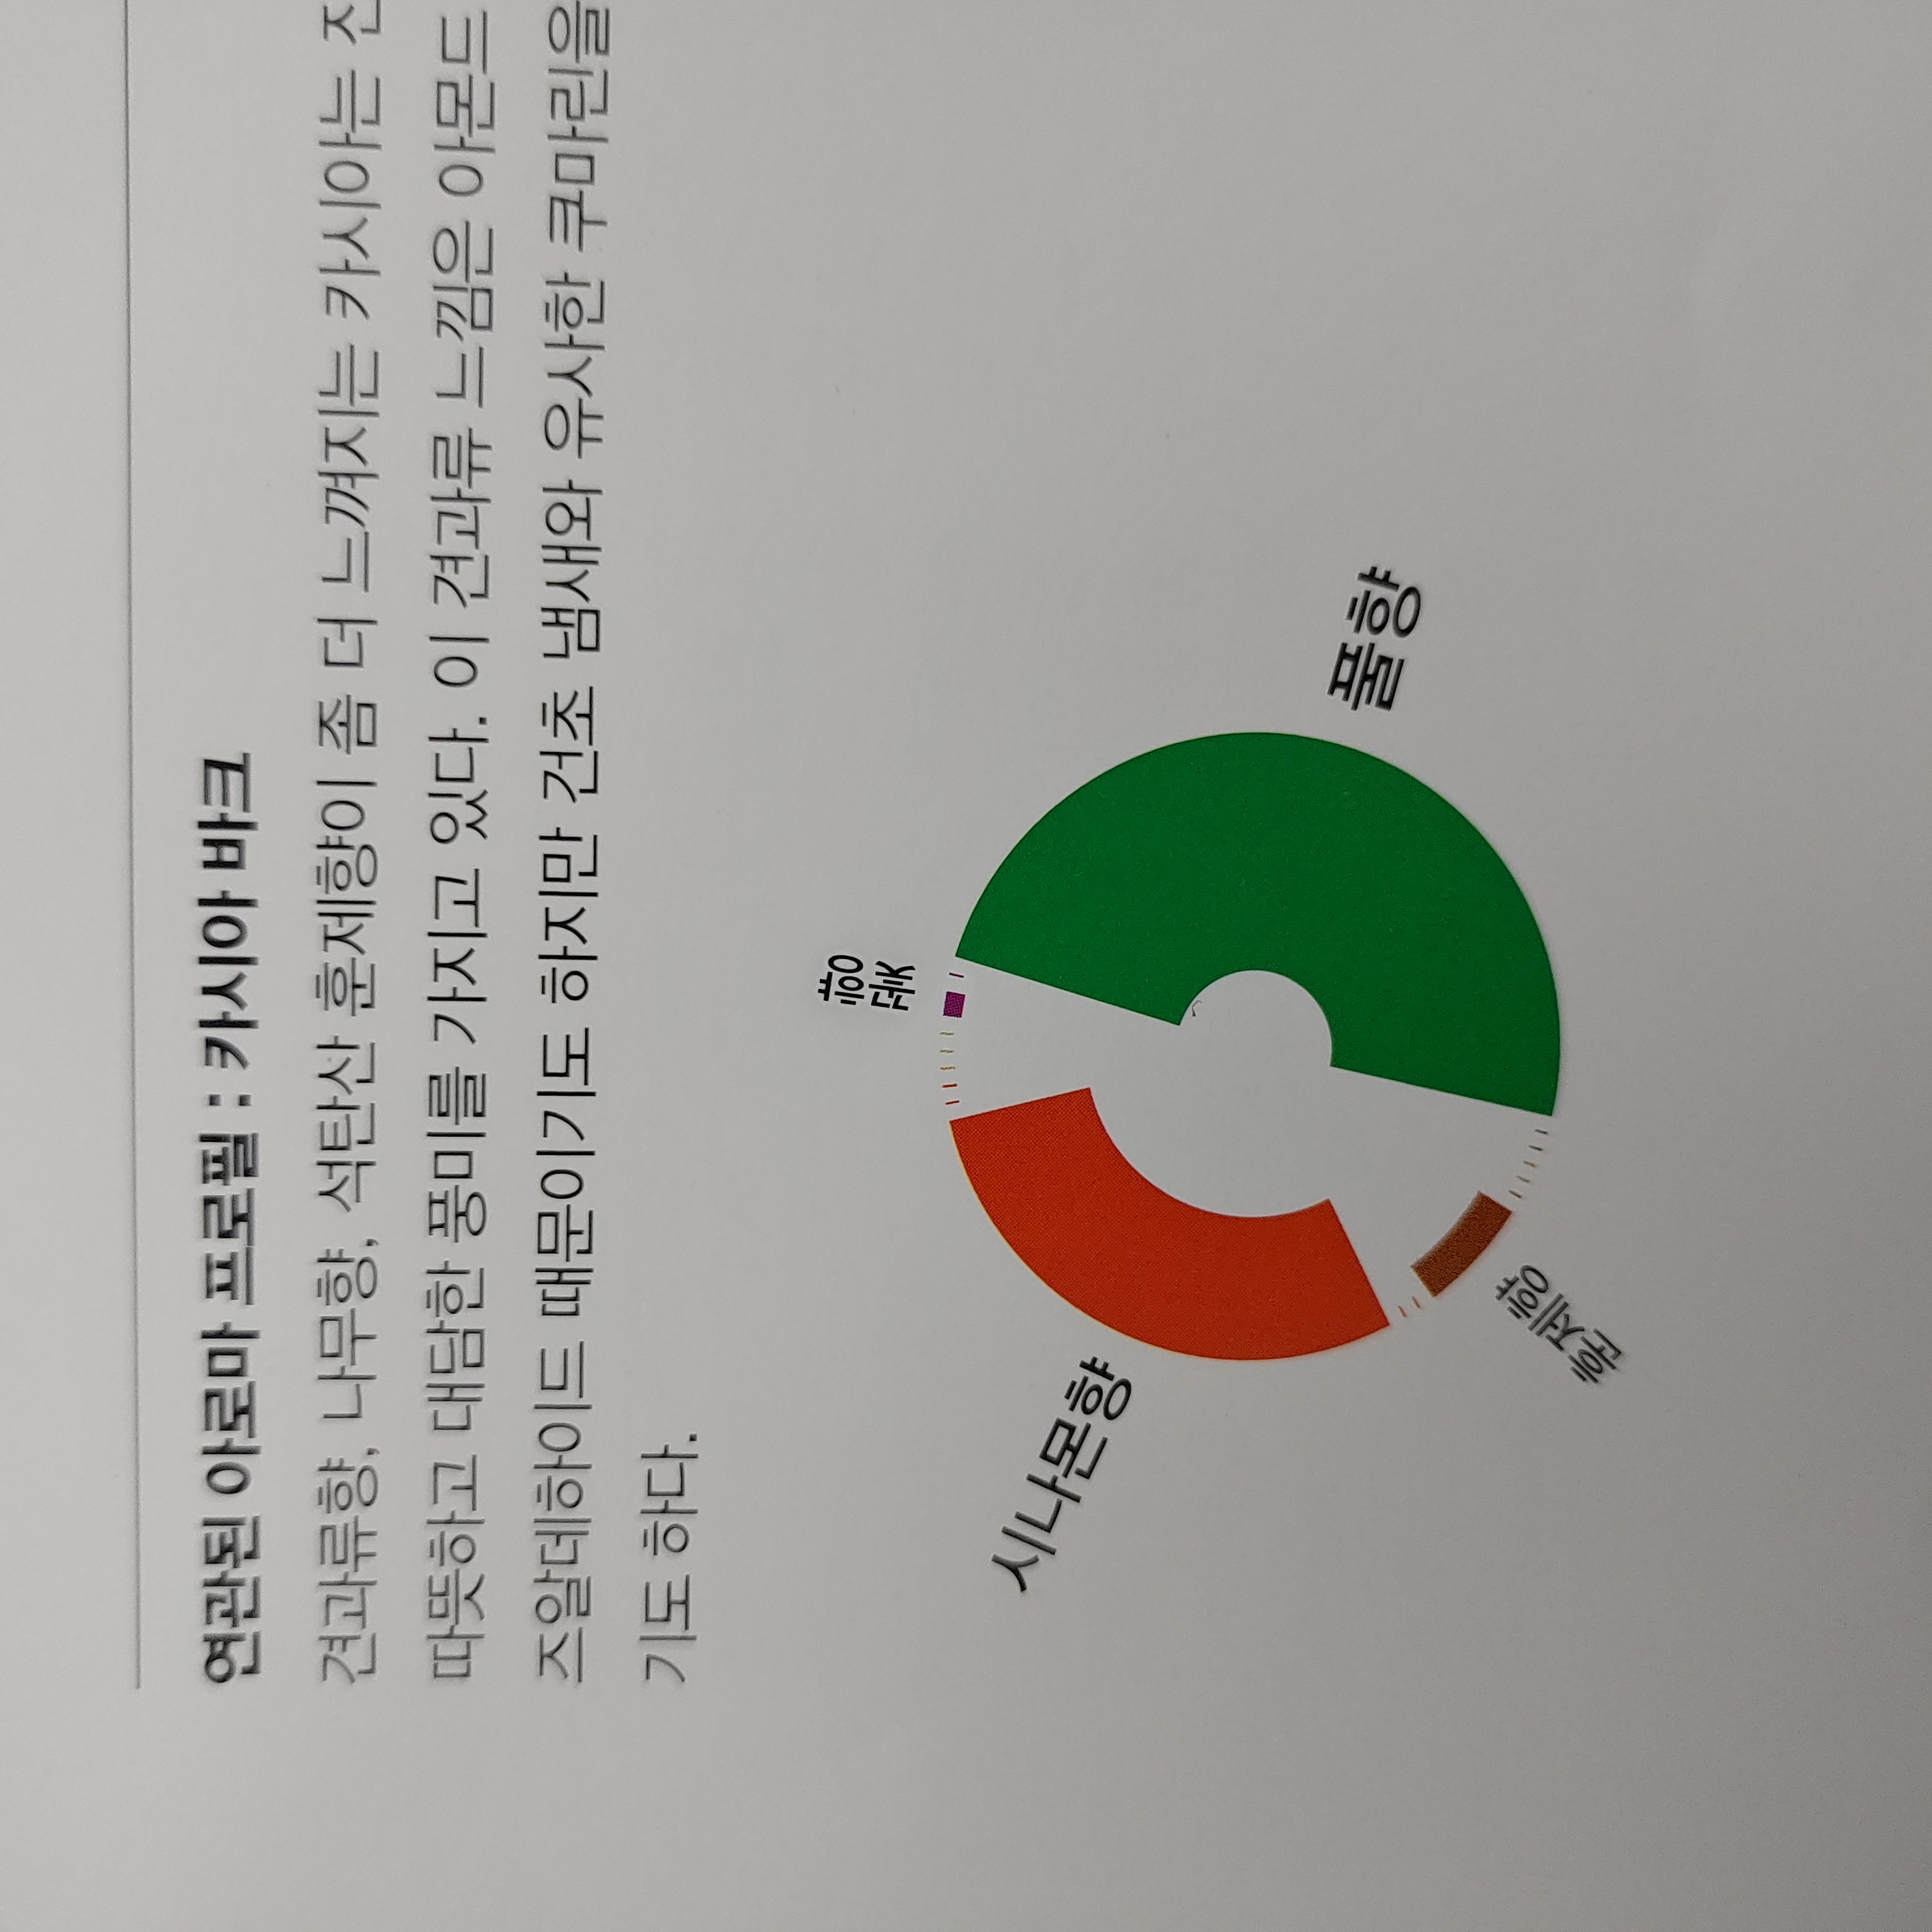 연관된 아로마 프로필 : 카시아 바크
견과류향, 나무향, 석탄산 훈제향이 좀 더 느껴지는 카시아는
따뜻하고 대담한 풍미를 가지고 있다. 이 견과류 느낌은 아몬드
즈알데하이드 때문이기도 하지만 건초 냄새와 유사한 쿠마린을
기도 하다.
꽃향
시나몬향
풀향
훈제향